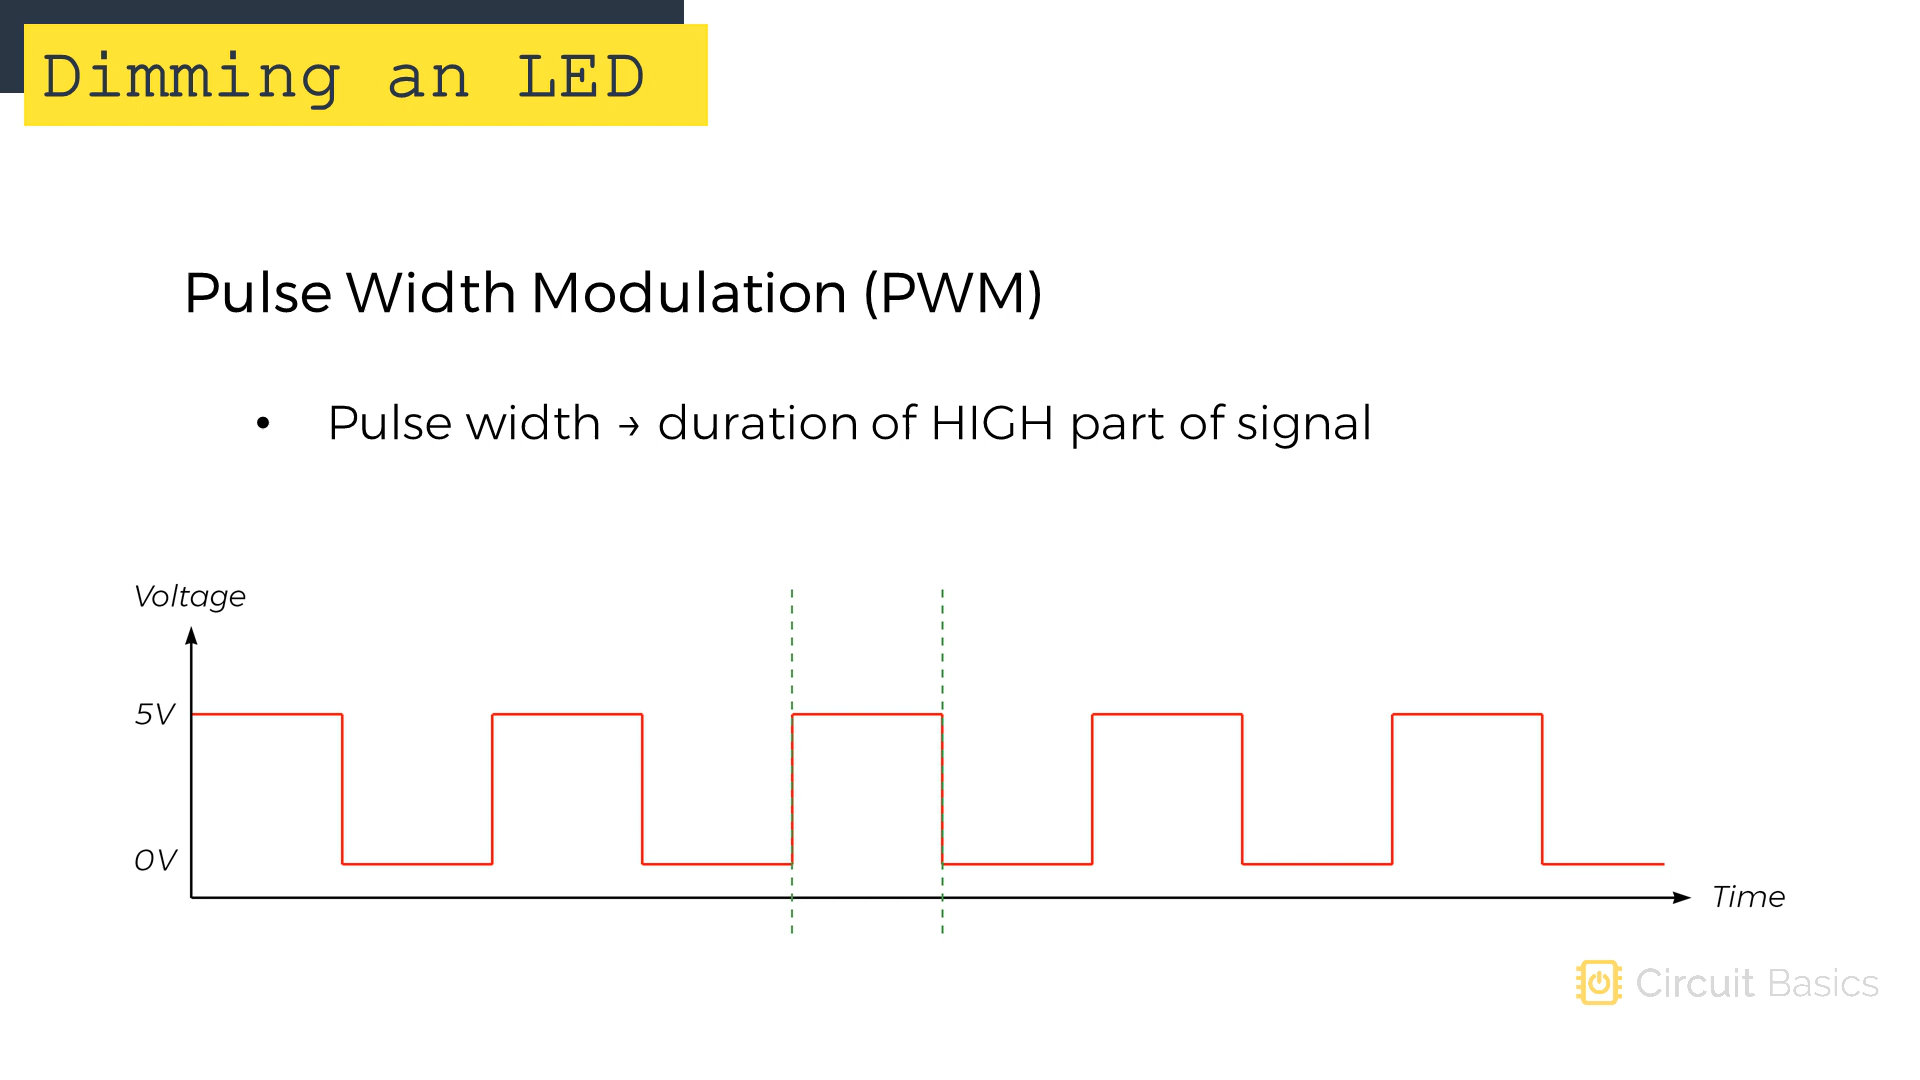 Dimming an LED
Pulse Width Modulation (PWM)
• Pulse width → duration of HIGH part of signal
Voltage
5V
0V
Time
Circuit Basics